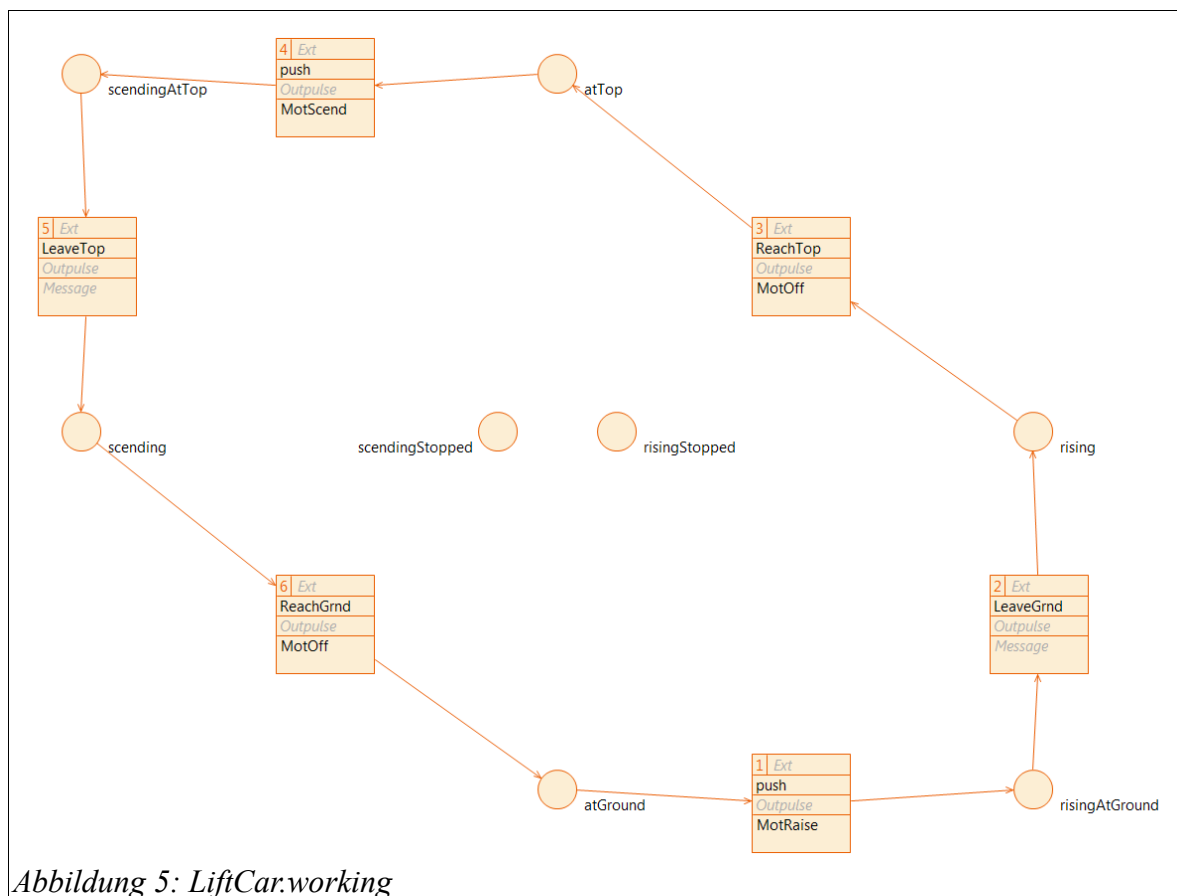 4 Ext
push
Outpulse
MotScend
scendingAtTop
atTop
5 Ext
LeaveTop
Outpulse
Message
3 Ext
ReachTop
Outpulse
MotOff
scending
scendingStopped
risingStopped
rising
6 Ext
ReachGrnd
Outpulse
MotOff
2 Ext
LeaveGrnd
Outpulse
Message
atGround
1 Ext
push
Outpulse
MotRaise
risingAtGround
Abbildung 5: LiftCar.working